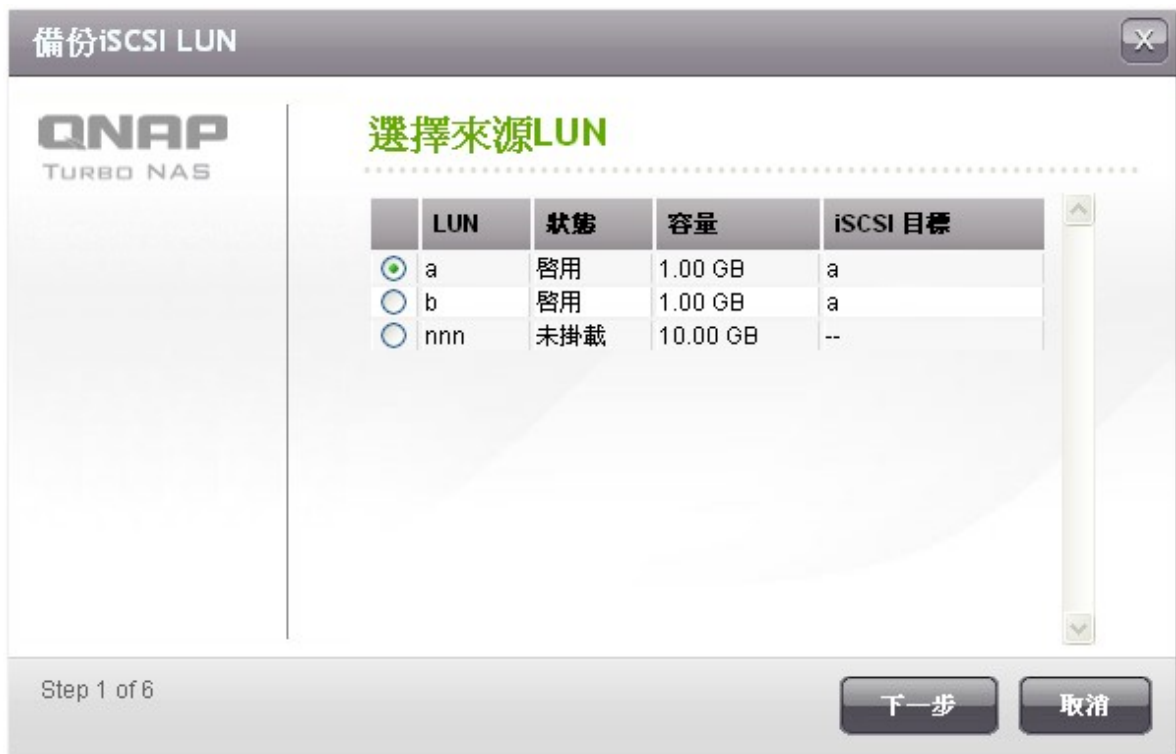 備份iSCSI LUN
QNAP
TURBO NAS
選擇來源LUN
LUN 狀態 容量 iSCSI 目標
a 啓用 1.00 GB a
b 啓用 1.00 GB a
nnn 未掛載 10.00 GB --
Step 1 of 6
下一步 取消